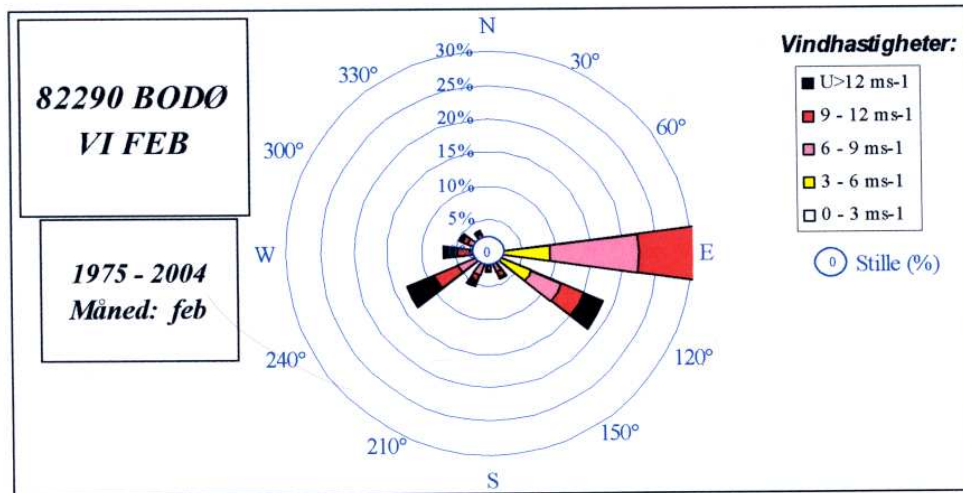 82290 BODØ
VI FEB
1975 - 2004
Måned: feb
N
30°
60°
E
120°
150°
S
210°
240°
W
300°
330°
30%
25%
20%
15%
10%
5%
0
Vindhastigheter:
U>12 ms-1
9 - 12 ms-1
6 - 9 ms-1
3 - 6 ms-1
0 - 3 ms-1
0 Stille (%)